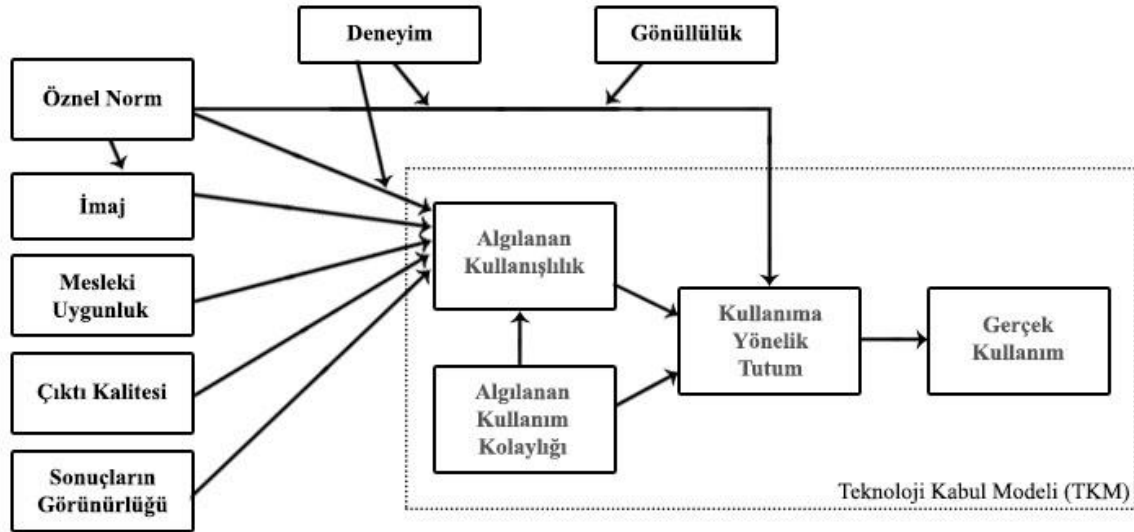 Deneyim
Gönüllülük
Öznel Norm
İmaj
Mesleki
Uygunluk
Çıktı Kalitesi
Sonuçların
Görünürlüğü
Algılanan
Kullanışlılık
Algılanan
Kullanım
Kolaylığı
Kullanıma
Yönelik
Tutum
Gerçek
Kullanım
Teknoloji Kabul Modeli (TKM)